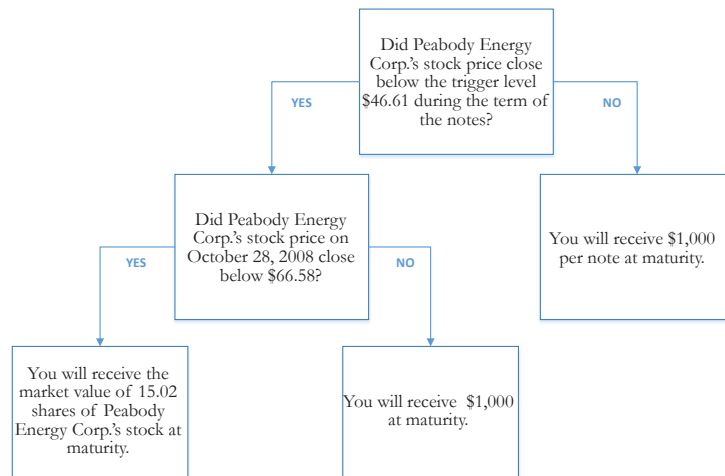 Did Peabody Energy
Corp.'s stock price close
below the trigger level
$46.61 during the term of
the notes?
YES
NO
Did Peabody Energy
Corp.'s stock price on
October 28, 2008 close
below $66.58?
You will receive $1,000
per note at maturity.
YES
NO
You will receive the
market value of 15.02
shares of Peabody
Energy Corp.'s stock at
maturity.
You will receive $1,000
at maturity.